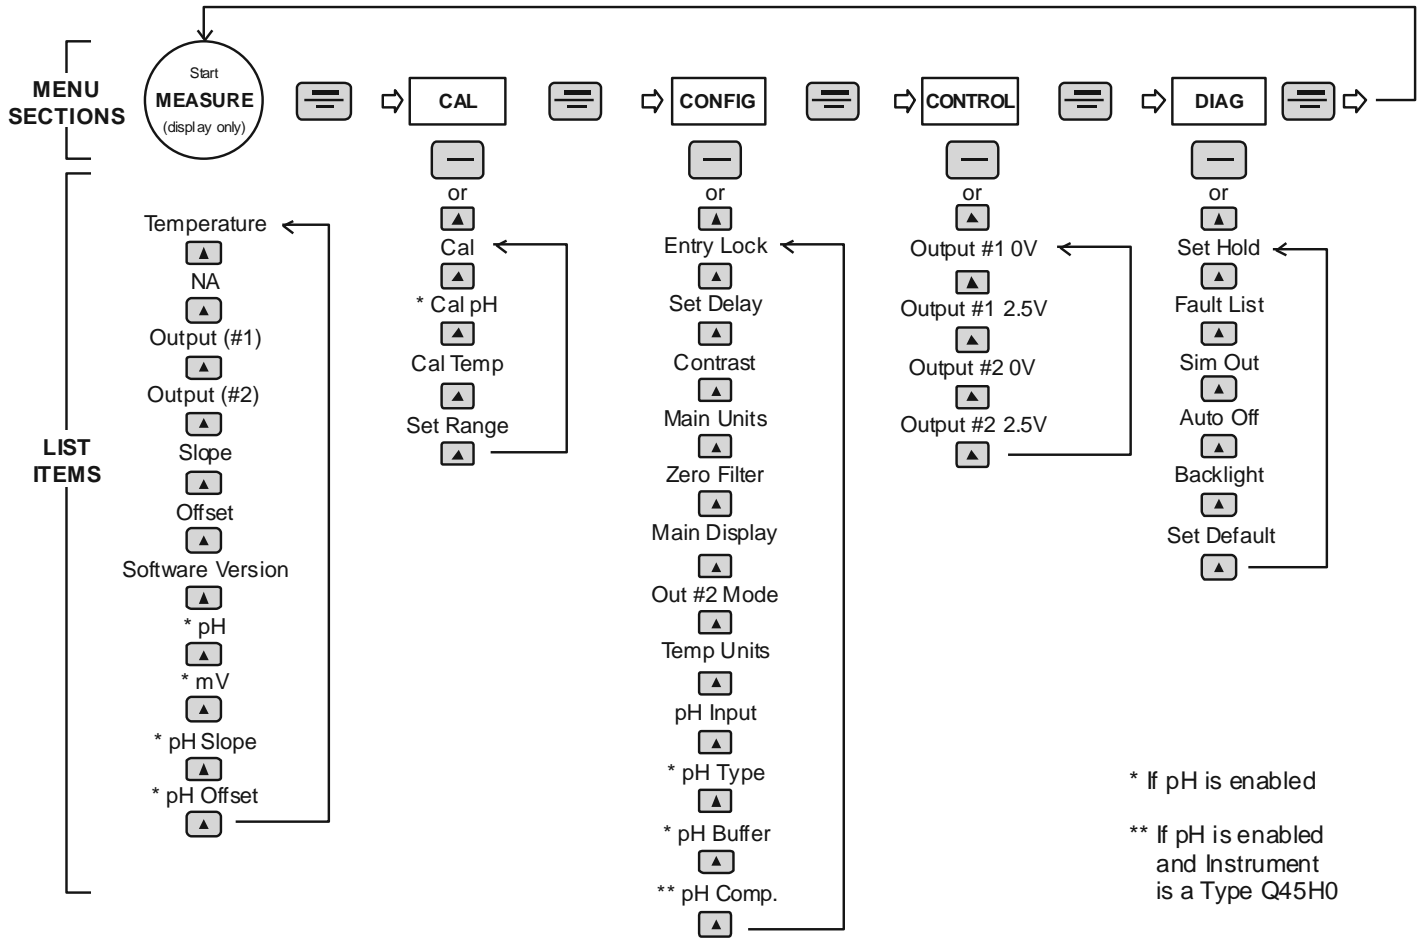 MENU
SECTIONS
Start
MEASURE
(display only)
CAL
CONFIG
CONTROL
DIAG
LIST
ITEMS
Temperature
NA
Output (#1)
Output (#2)
Slope
Offset
Software Version
* pH
* mV
* pH Slope
* pH Offset
or
Cal
* Cal pH
Cal Temp
Set Range
or
Entry Lock
Set Delay
Contrast
Main Units
Zero Filter
Main Display
Out #2 Mode
Temp Units
pH Input
* pH Type
* pH Buffer
** pH Comp.
or
Output #1 0V
Output #1 2.5V
Output #2 0V
Output #2 2.5V
or
Set Hold
Fault List
Sim Out
Auto Off
Backlight
Set Default
* If pH is enabled
** If pH is enabled
and Instrument
is a Type Q45H0